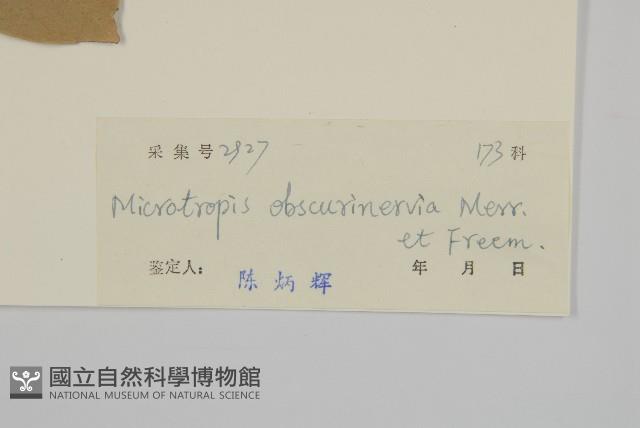 采集号 2927 173 科
Microtropis obscurinervia Merr.
et Freem.
鉴定人: 陈炳辉 年 月 日
國立自然科學博物館
NATIONAL MUSEUM OF NATURAL SCIENCE